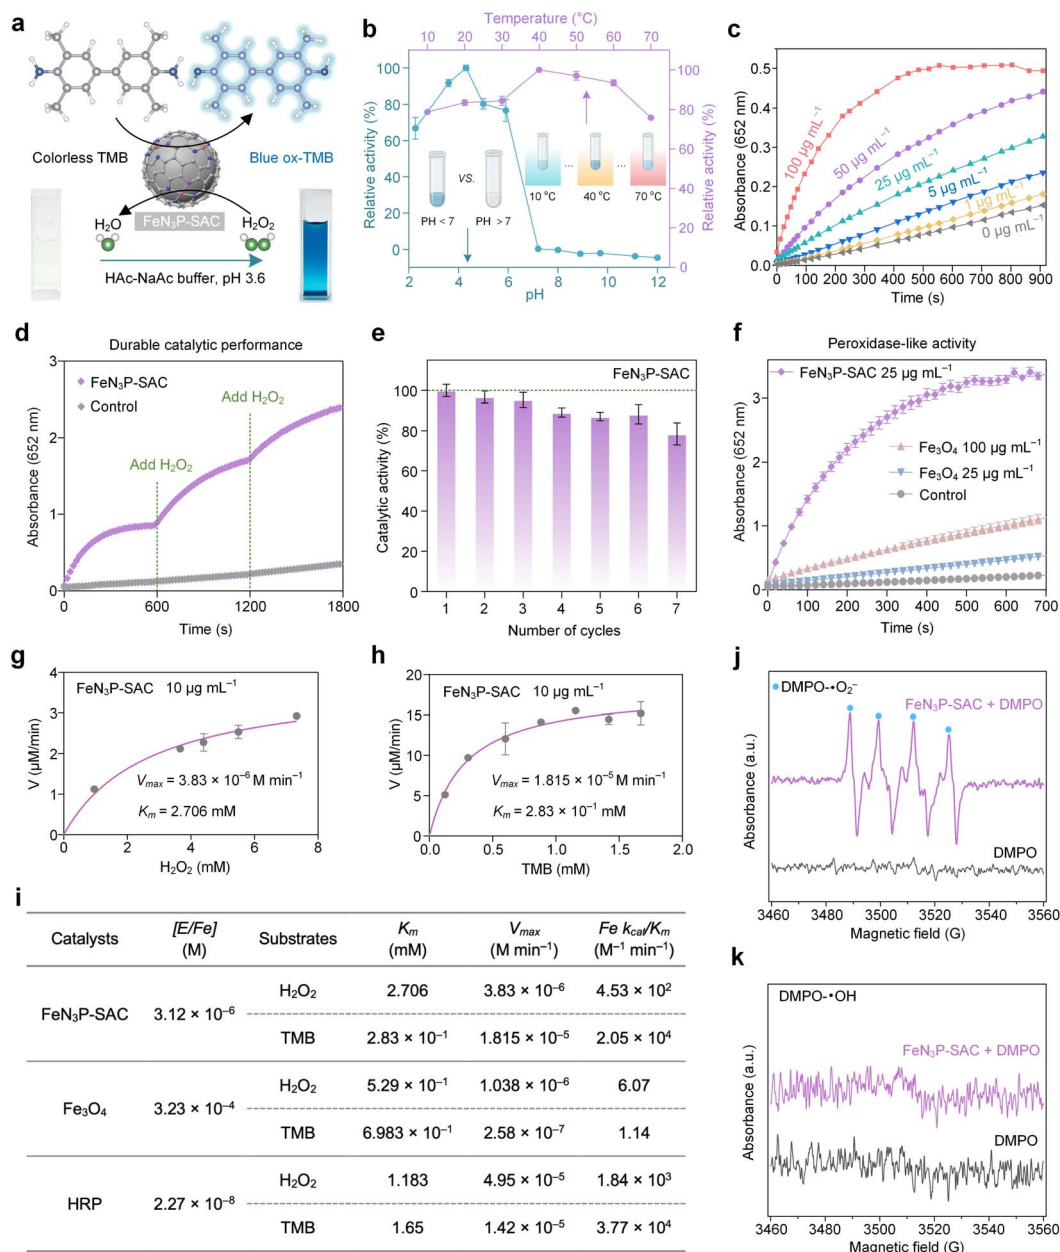 a
Colorless TMB
Blue ox-TMB
H₂O
FeN₃P-SAC
H₂O₂
HAc-NaAc buffer, pH 3.6
b
Temperature (°C)
10 20 30 40 50 60 70
Relative activity (%)
100
80
60
40
20
0
VS.
PH < 7
PH > 7
10 °C
...
40 °C
...
70 °C
100
80
60
40
20
0
Relative activity (%)
2 4 6 8 10 12
pH
c
Absorbance (652 nm)
0.5
0.4
0.3
0.2
0.1
0.0
100 µg mL⁻¹
50 µg mL⁻¹
25 µg mL⁻¹
5 µg mL⁻¹
1 µg mL⁻¹
0 µg mL⁻¹
0 100 200 300 400 500 600 700 800 900
Time (s)
d
Durable catalytic performance
Absorbance (652 nm)
3
2
1
0
FeN₃P-SAC
Control
Add H₂O₂
Add H₂O₂
0 600 1200 1800
Time (s)
e
Catalytic activity (%)
100
80
60
40
20
0
FeN₃P-SAC
1 2 3 4 5 6 7
Number of cycles
f
Peroxidase-like activity
Absorbance (652 nm)
3
2
1
0
FeN₃P-SAC 25 µg mL⁻¹
Fe₃O₄ 100 µg mL⁻¹
Fe₃O₄ 25 µg mL⁻¹
Control
0 100 200 300 400 500 600 700
Time (s)
g
V (µM/min)
4
3
2
1
0
FeN₃P-SAC 10 µg mL⁻¹
Vmax = 3.83 × 10⁻⁶ M min⁻¹
Km = 2.706 mM
0 2 4 6 8
H₂O₂ (mM)
h
V (µM/min)
20
15
10
5
0
FeN₃P-SAC 10 µg mL⁻
Vmax = 1.815 × 10⁻⁵ M min⁻¹
Km = 2.83 × 10⁻¹ mM
0.0 0.5 1.0 1.5 2.0
TMB (mM)
j
Absorbance (a.u.)
DMPO-•O₂⁻
FeN₃P-SAC + DMPO
DMPO
3460 3480 3500 3520 3540 3560
Magnetic field (G)
i
Catalysts [E/Fe] (M) Substrates Km (mM) Vmax (M min⁻¹) Fe kcat/Km (M⁻¹ min⁻¹)
FeN₃P-SAC 3.12 × 10⁻⁶ H₂O₂ 2.706 3.83 × 10⁻⁶ 4.53 × 10²
TMB 2.83 × 10⁻¹ 1.815 × 10⁻⁵ 2.05 × 10⁴
Fe₃O₄ 3.23 × 10⁻⁴ H₂O₂ 5.29 × 10⁻¹ 1.038 × 10⁻⁶ 6.07
TMB 6.983 × 10⁻¹ 2.58 × 10⁻⁷ 1.14
HRP 2.27 × 10⁻⁸ H₂O₂ 1.183 4.95 × 10⁻⁵ 1.84 × 10³
TMB 1.65 1.42 × 10⁻⁵ 3.77 × 10⁴
k
Absorbance (a.u.)
DMPO-•OH
FeN₃P-SAC + DMPO
DMPO
3460 3480 3500 3520 3540 3560
Magnetic field (G)